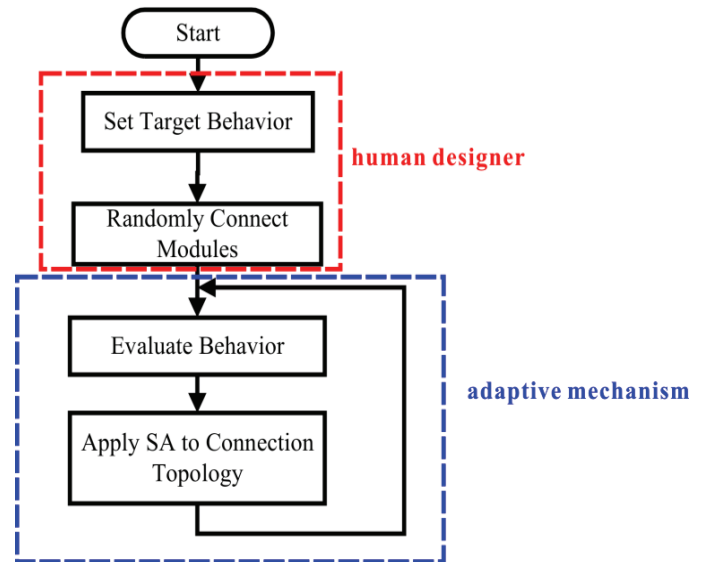 Start
Set Target Behavior
human designer
Randomly Connect
Modules
Evaluate Behavior
adaptive mechanism
Apply SA to Connection
Topology